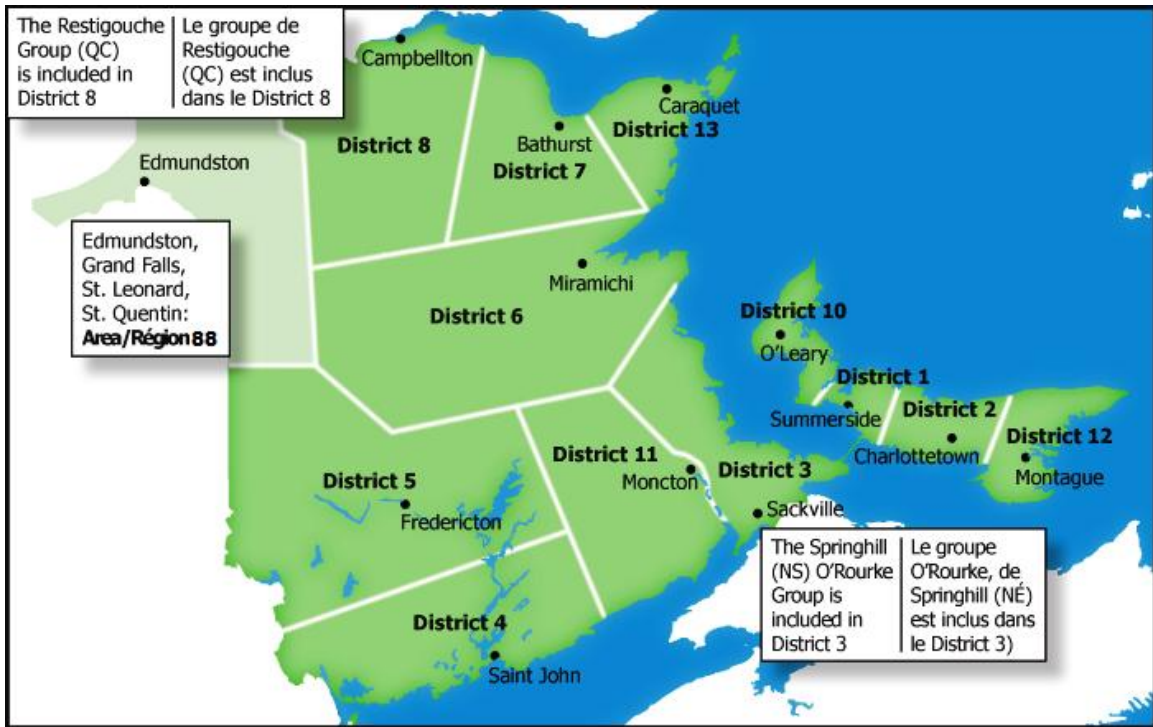 The Restigouche
Group (QC)
is included in
District 8
Le groupe de
Restigouche
(QC) est inclus
dans le District 8
Campbellton
Caraquet
District 13
Bathurst
District 8
District 7
Edmundston
Edmundston,
Grand Falls,
St. Leonard,
St. Quentin:
Area/Région 88
Miramichi
District 6
District 10
O'Leary
District 1
Summerside
District 2
Charlottetown
District 12
Montague
District 11
Moncton
District 3
Sackville
District 5
Fredericton
The Springhill
(NS) O'Rourke
Group is
included in
District 3
Le groupe
O'Rourke, de
Springhill (NÉ)
est inclus dans
le District 3)
District 4
Saint John